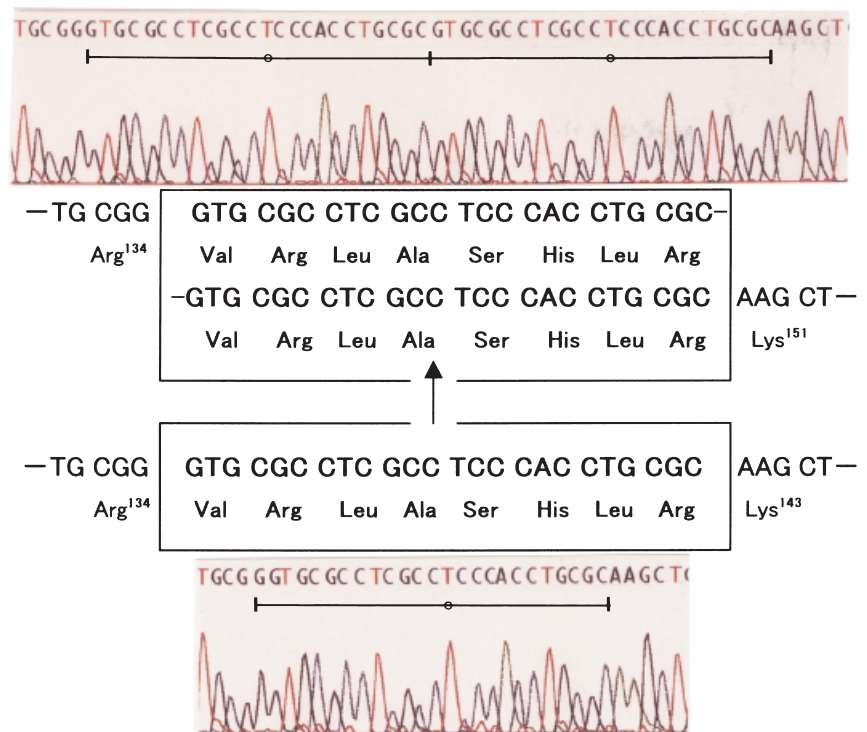 TGCGGGTGCGCCTCGCCTCCCACCTGCGCGTGCGCCTCGCCTCCCACCTGCGCAAGCT
—TG CGG GTG CGC CTC GCC TCC CAC CTG CGC—
Arg134 Val Arg Leu Ala Ser His Leu Arg
—GTG CGC CTC GCC TCC CAC CTG CGC AAG CT—
Val Arg Leu Ala Ser His Leu Arg Lys151
—TG CGG GTG CGC CTC GCC TCC CAC CTG CGC AAG CT—
Arg134 Val Arg Leu Ala Ser His Leu Arg Lys143
TGCGGGTGCGCCTCGCCTCCCACCTGCGCAAGCT